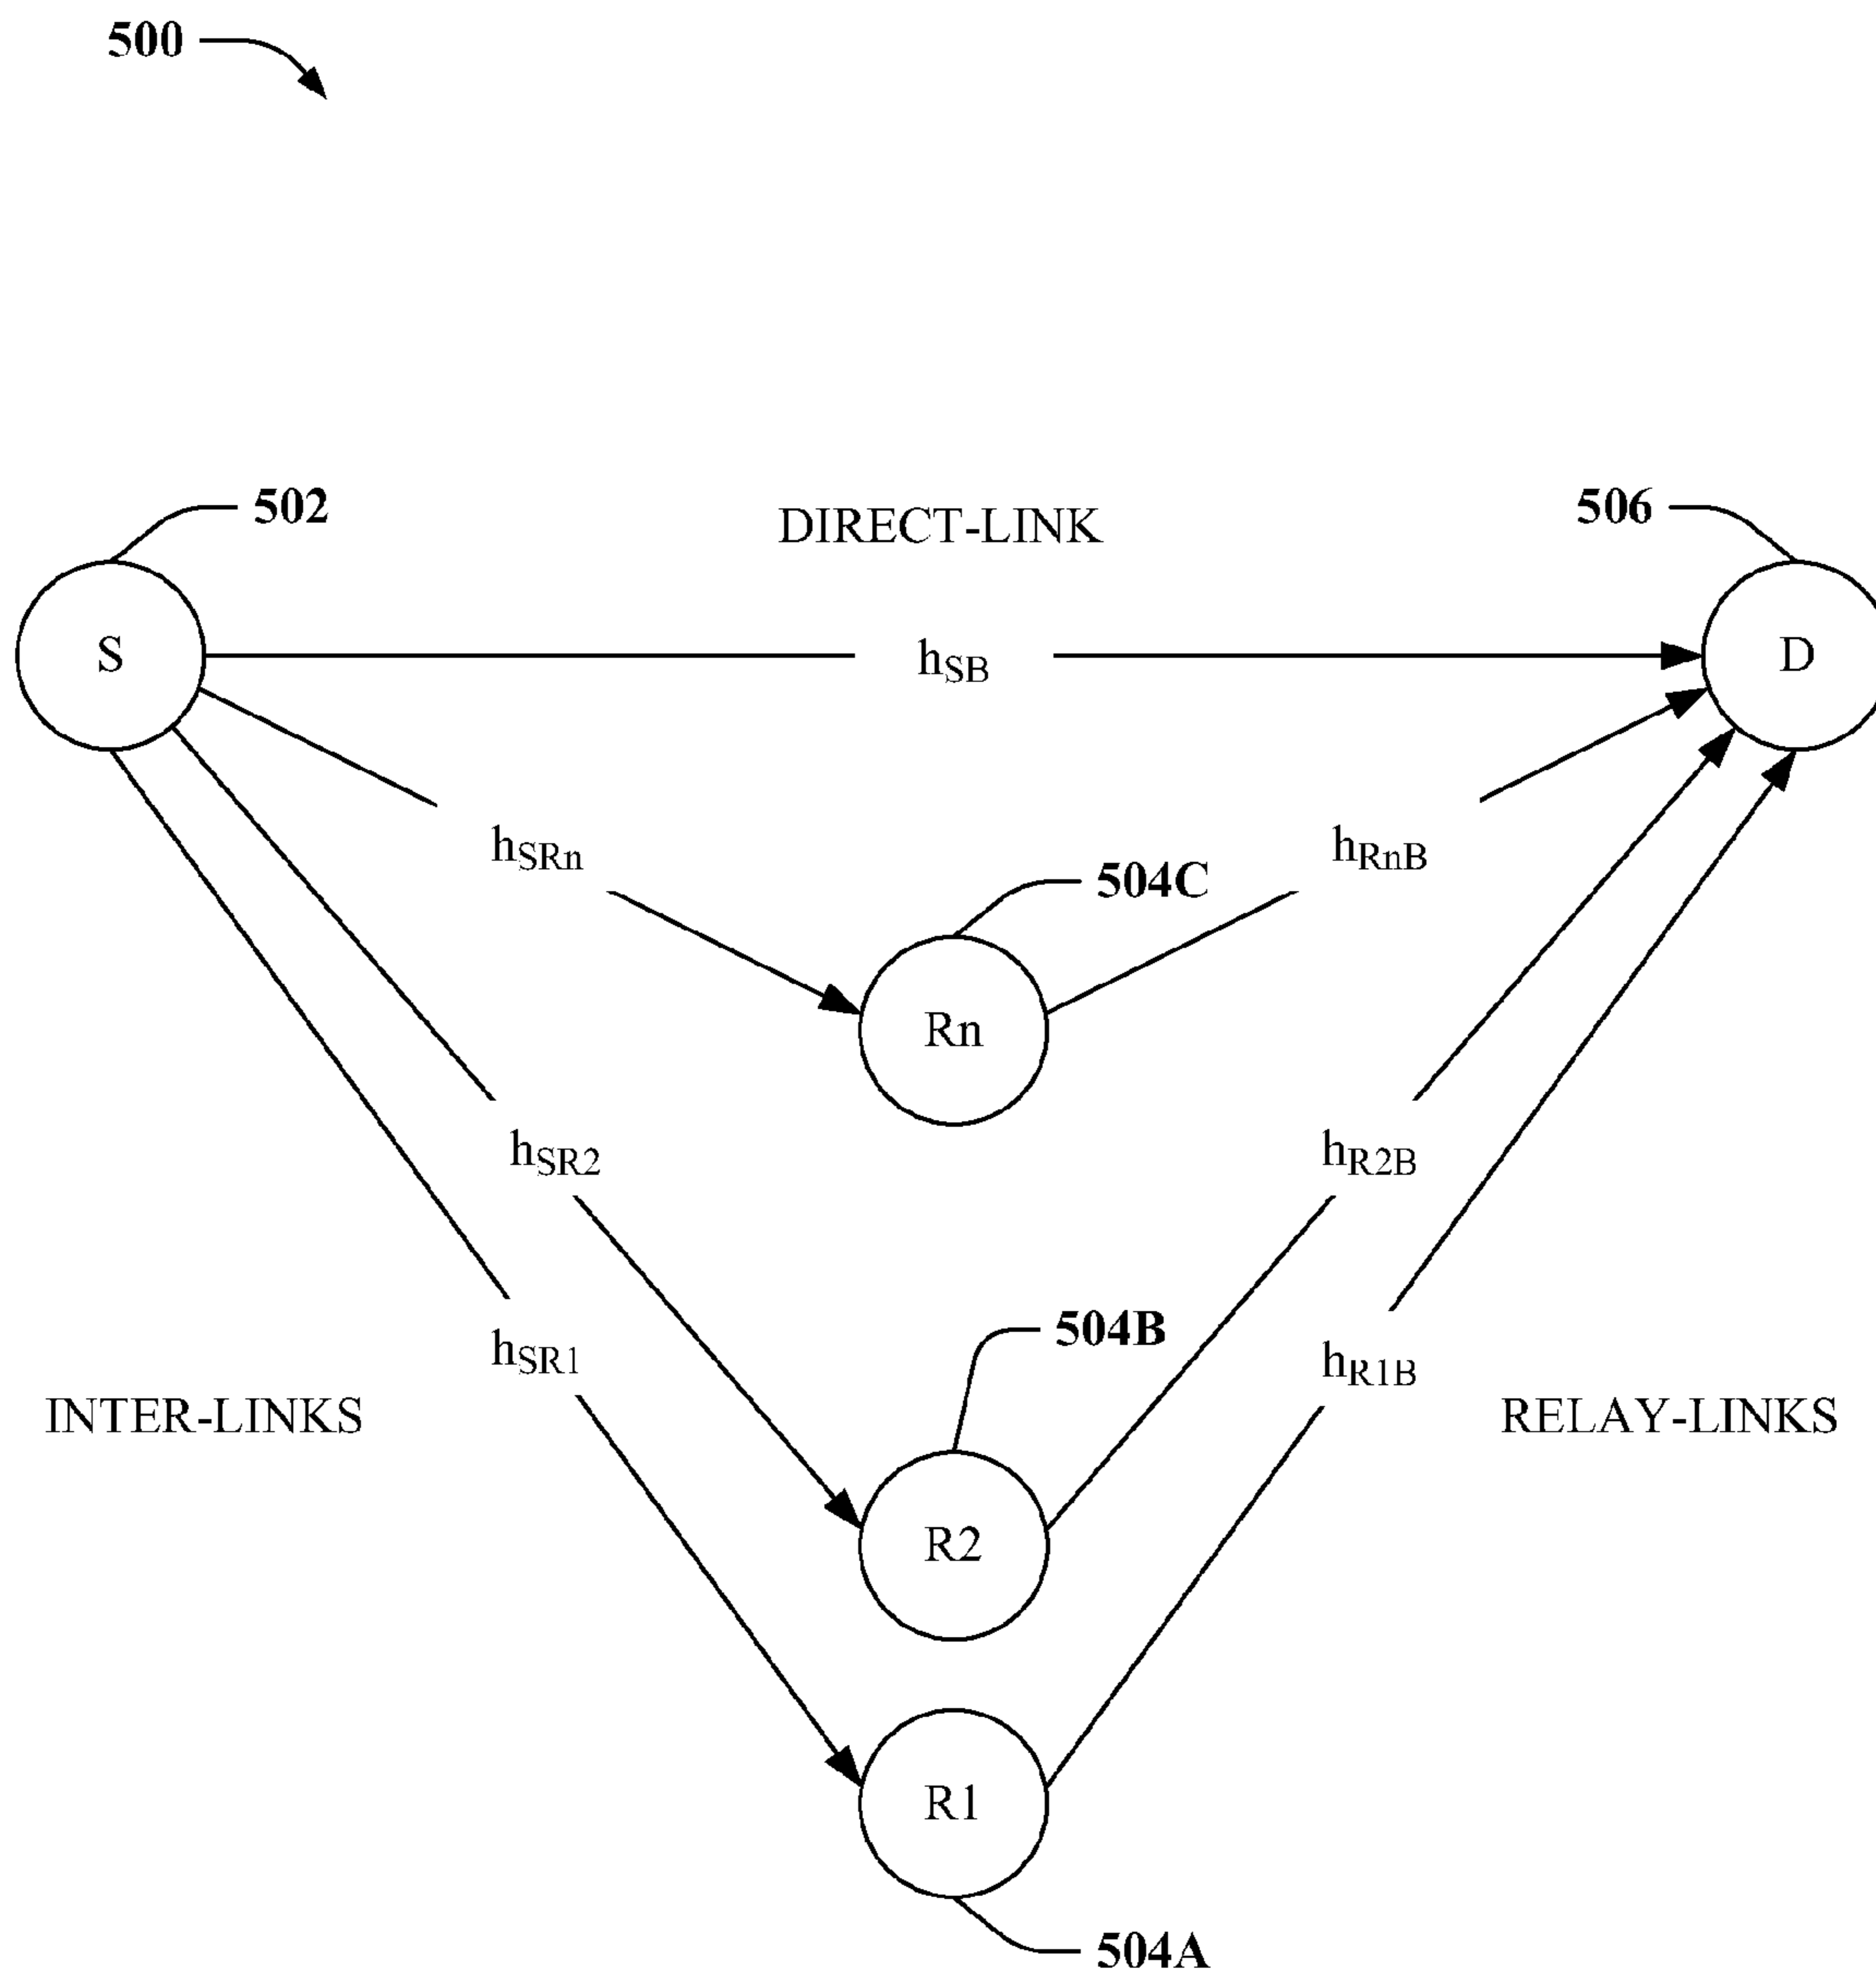 500
502
DIRECT-LINK
506
S
hSB
D
hSRn
hRnB
504C
Rn
hSR2
hR2B
504B
hSR1
hR1B
INTER-LINKS
RELAY-LINKS
R2
R1
504A